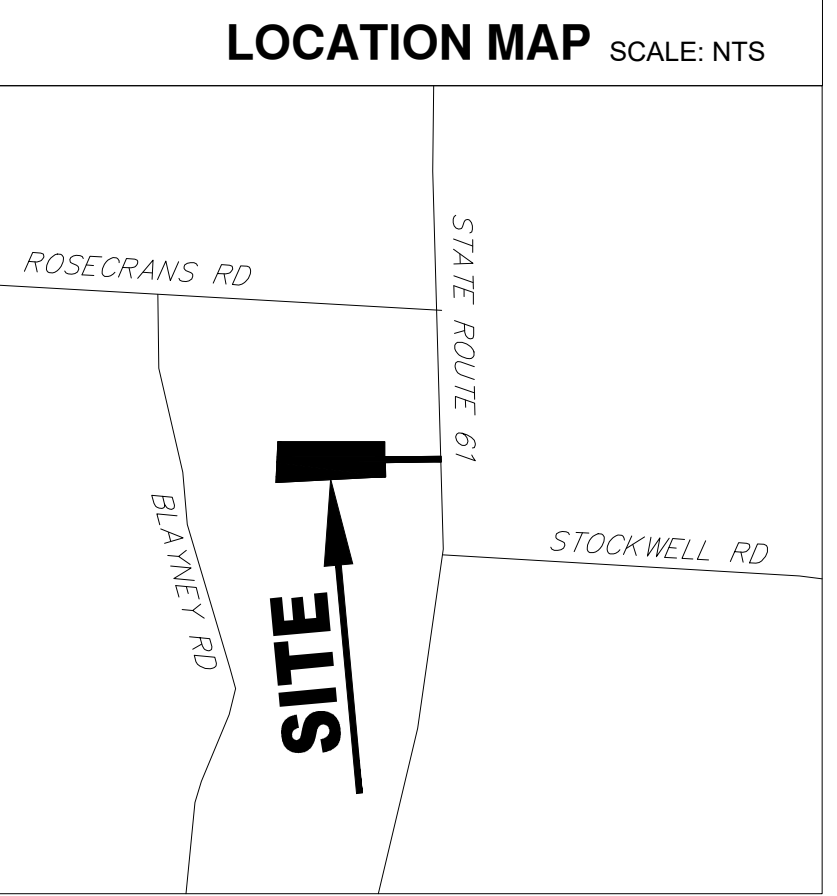 LOCATION MAP SCALE: NTS
ROSECRANS RD
STATE ROUTE 61
BLAYNEY RD
STOCKWELL RD
SITE